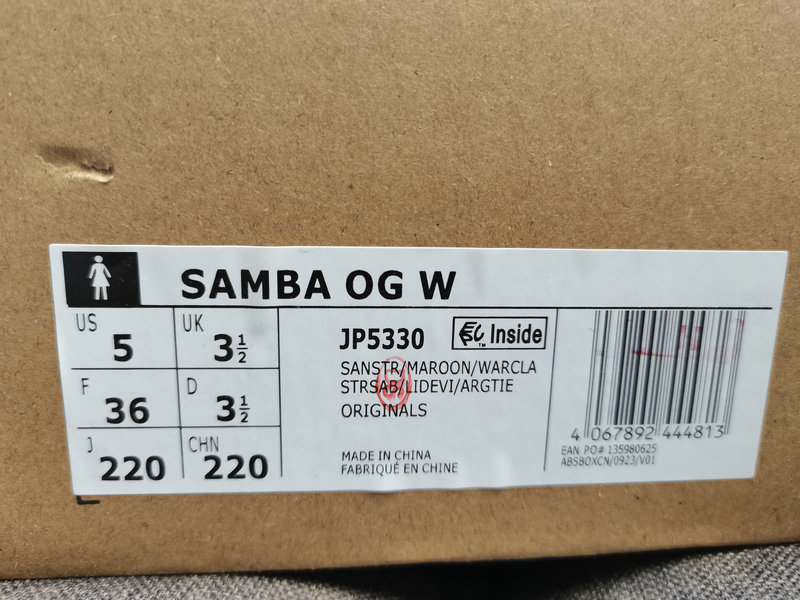 SAMBA OG W
US 5 UK 3 1/2
F 36 D 3 1/2
J 220 CHN 220
JP5330 Inside
TM
SANSTR/MAROON/WARCLA
STRSAB/LIDEVI/ARGTIE
ORIGINALS
MADE IN CHINA
FABRIQUÉ EN CHINE
4 067892 444813
EAN PO# 135980625
ABSBOXCN/0923/V01